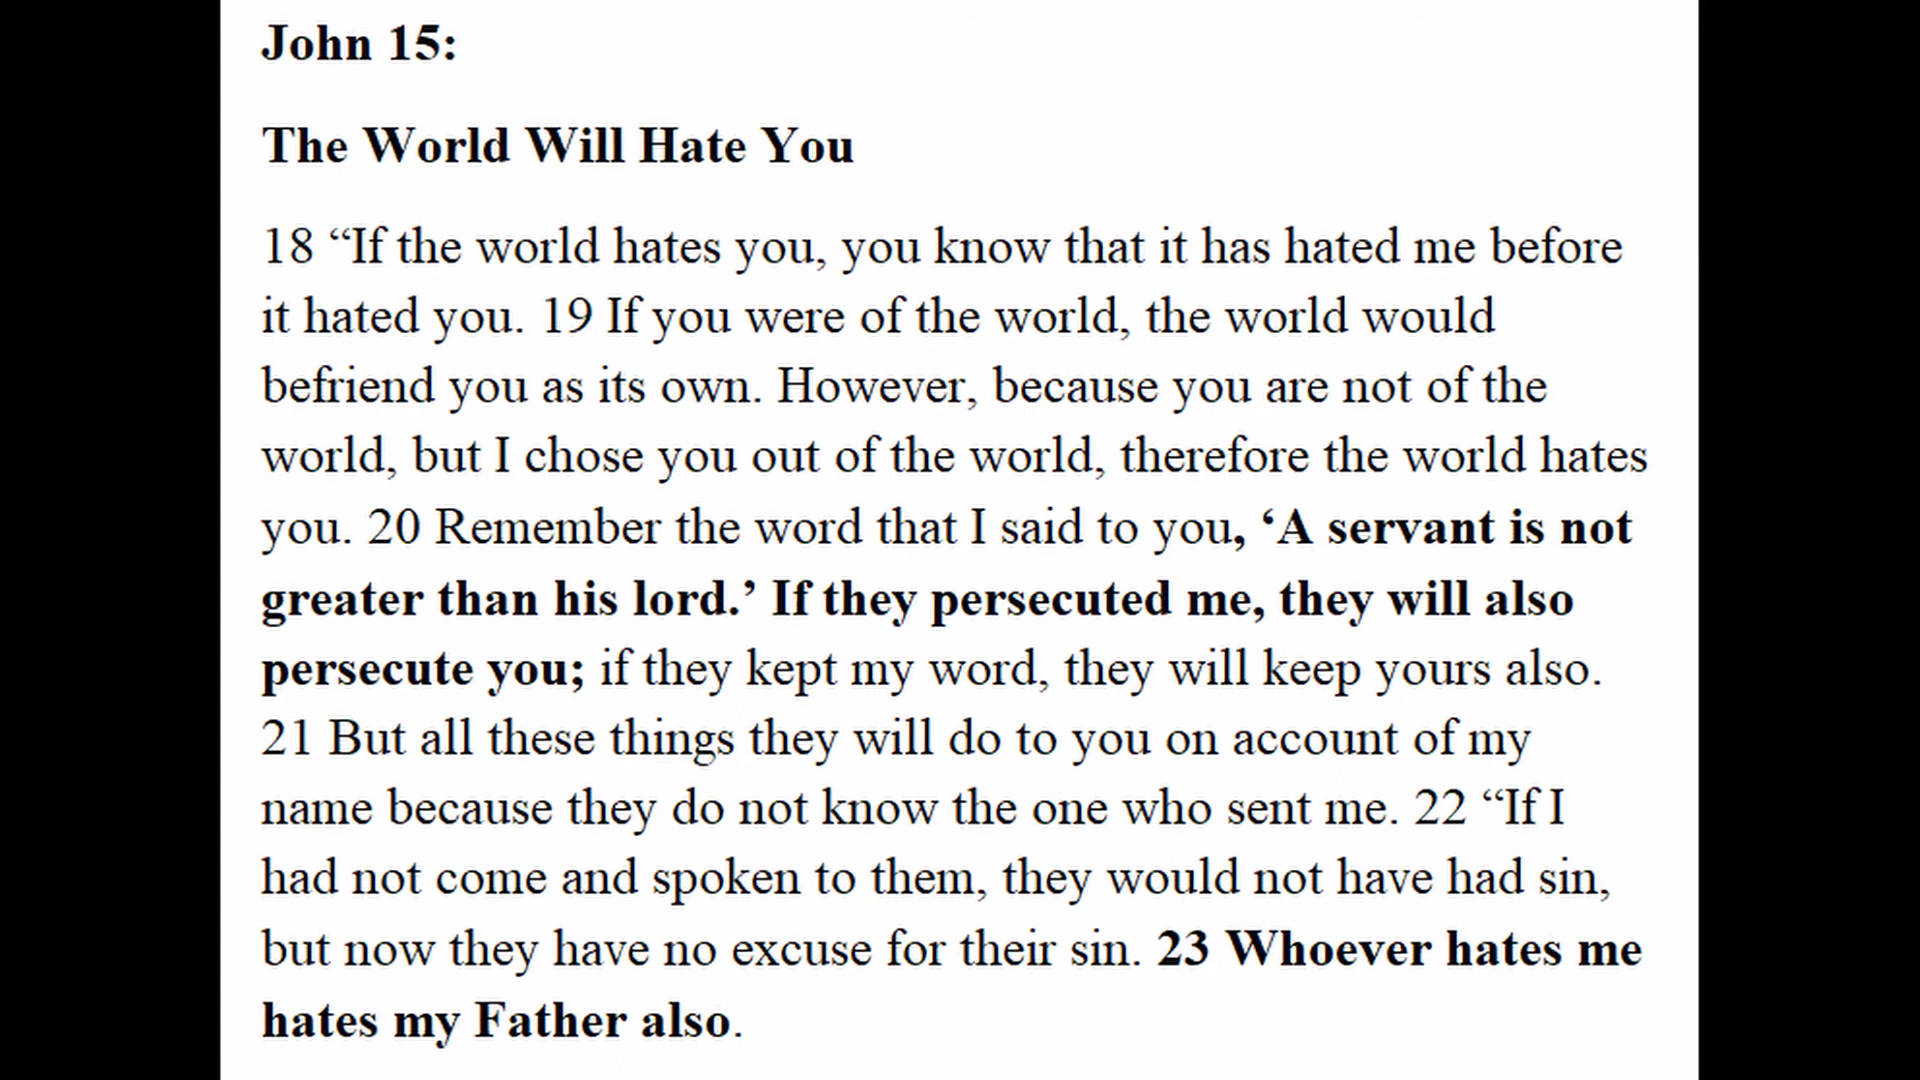 John 15:
The World Will Hate You
18 “If the world hates you, you know that it has hated me before
it hated you. 19 If you were of the world, the world would
befriend you as its own. However, because you are not of the
world, but I chose you out of the world, therefore the world hates
you. 20 Remember the word that I said to you, ‘A servant is not
greater than his lord.’ If they persecuted me, they will also
persecute you; if they kept my word, they will keep yours also.
21 But all these things they will do to you on account of my
name because they do not know the one who sent me. 22 “If I
had not come and spoken to them, they would not have had sin,
but now they have no excuse for their sin. 23 Whoever hates me
hates my Father also.